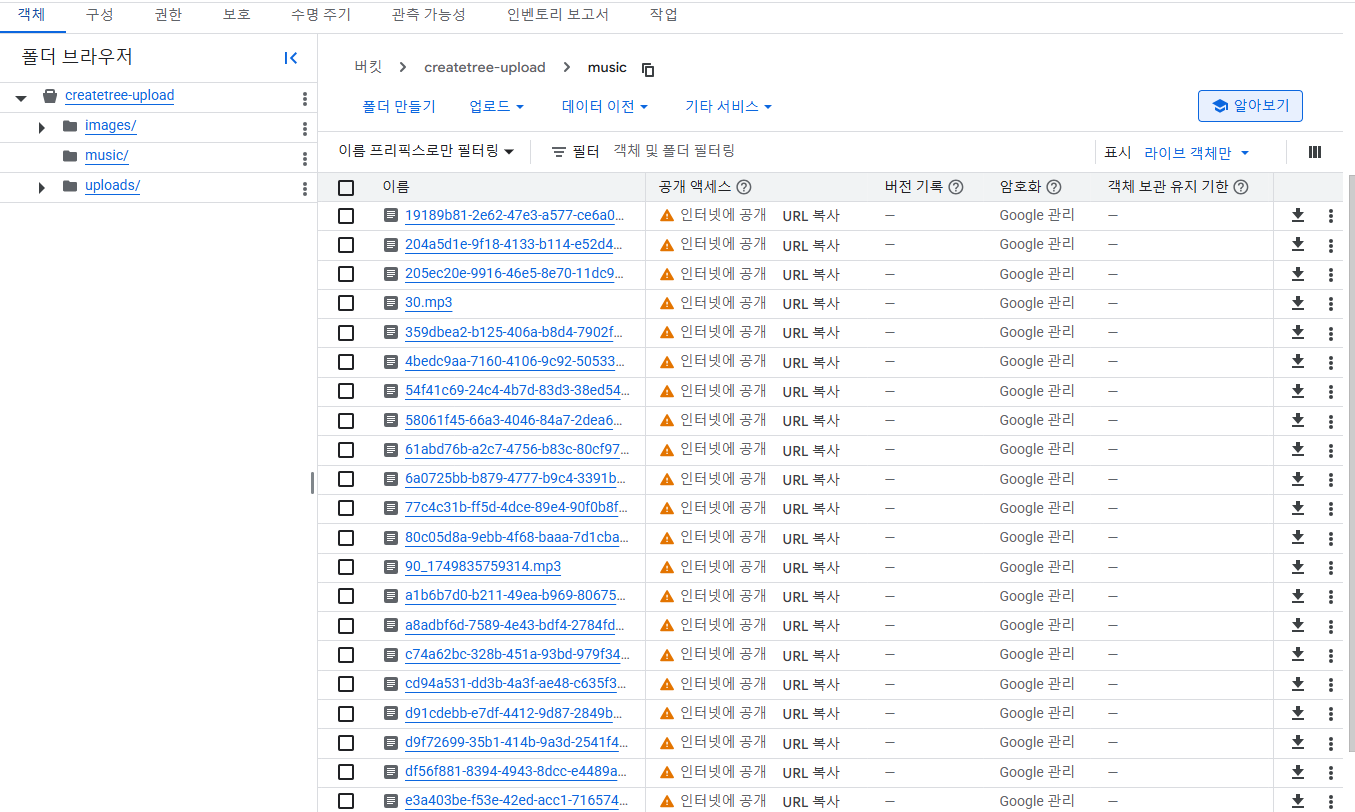 객체 구성 권한 보호 수명 주기 관측 가능성 인벤토리 보고서 작업
폴더 브라우저
createtree-upload
images/
music/
uploads/
버킷 createtree-upload music
폴더 만들기 업로드 데이터 이전 기타 서비스 알아보기
이름 프리픽스로만 필터링 필터 객체 및 폴더 필터링 표시 라이브 객체만
이름 공개 액세스 버전 기록 암호화 객체 보관 유지 기한
19189b81-2e62-47e3-a577-ce6a0… 인터넷에 공개 URL 복사 — Google 관리 —
204a5d1e-9f18-4133-b114-e52d4… 인터넷에 공개 URL 복사 — Google 관리 —
205ec20e-9916-46e5-8e70-11dc9… 인터넷에 공개 URL 복사 — Google 관리 —
30.mp3 인터넷에 공개 URL 복사 — Google 관리 —
359dbea2-b125-406a-b8d4-7902f… 인터넷에 공개 URL 복사 — Google 관리 —
4bedc9aa-7160-4106-9c92-50533… 인터넷에 공개 URL 복사 — Google 관리 —
54f41c69-24c4-4b7d-83d3-38ed54… 인터넷에 공개 URL 복사 — Google 관리 —
58061f45-66a3-4046-84a7-2dea6… 인터넷에 공개 URL 복사 — Google 관리 —
61abd76b-a2c7-4756-b83c-80cf97… 인터넷에 공개 URL 복사 — Google 관리 —
6a0725bb-b879-4777-b9c4-3391b… 인터넷에 공개 URL 복사 — Google 관리 —
77c4c31b-ff5d-4dce-89e4-90f0b8f… 인터넷에 공개 URL 복사 — Google 관리 —
80c05d8a-9ebb-4f68-baaa-7d1cba… 인터넷에 공개 URL 복사 — Google 관리 —
90_1749835759314.mp3 인터넷에 공개 URL 복사 — Google 관리 —
a1b6b7d0-b211-49ea-b969-80675… 인터넷에 공개 URL 복사 — Google 관리 —
a8adbf6d-7589-4e43-bdf4-2784fd… 인터넷에 공개 URL 복사 — Google 관리 —
c74a62bc-328b-451a-93bd-979f34… 인터넷에 공개 URL 복사 — Google 관리 —
cd94a531-dd3b-4a3f-ae48-c635f3… 인터넷에 공개 URL 복사 — Google 관리 —
d91cdebb-e7df-4412-9d87-2849b… 인터넷에 공개 URL 복사 — Google 관리 —
d9f72699-35b1-414b-9a3d-2541f4… 인터넷에 공개 URL 복사 — Google 관리 —
df56f881-8394-4943-8dcc-e4489a… 인터넷에 공개 URL 복사 — Google 관리 —
e3a403be-f53e-42ed-acc1-716574… 인터넷에 공개 URL 복사 — Google 관리 —